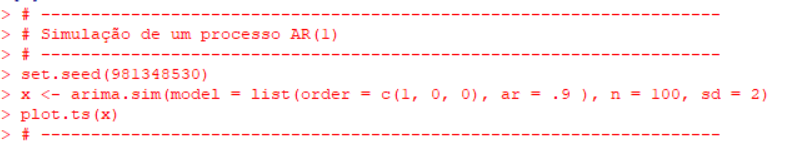 > # --------------------------------------------------------------------
> # Simulação de um processo AR(1)
> # --------------------------------------------------------------------
> set.seed(981348530)
> x <- arima.sim(model = list(order = c(1, 0, 0), ar = .9 ), n = 100, sd = 2)
> plot.ts(x)
> # --------------------------------------------------------------------